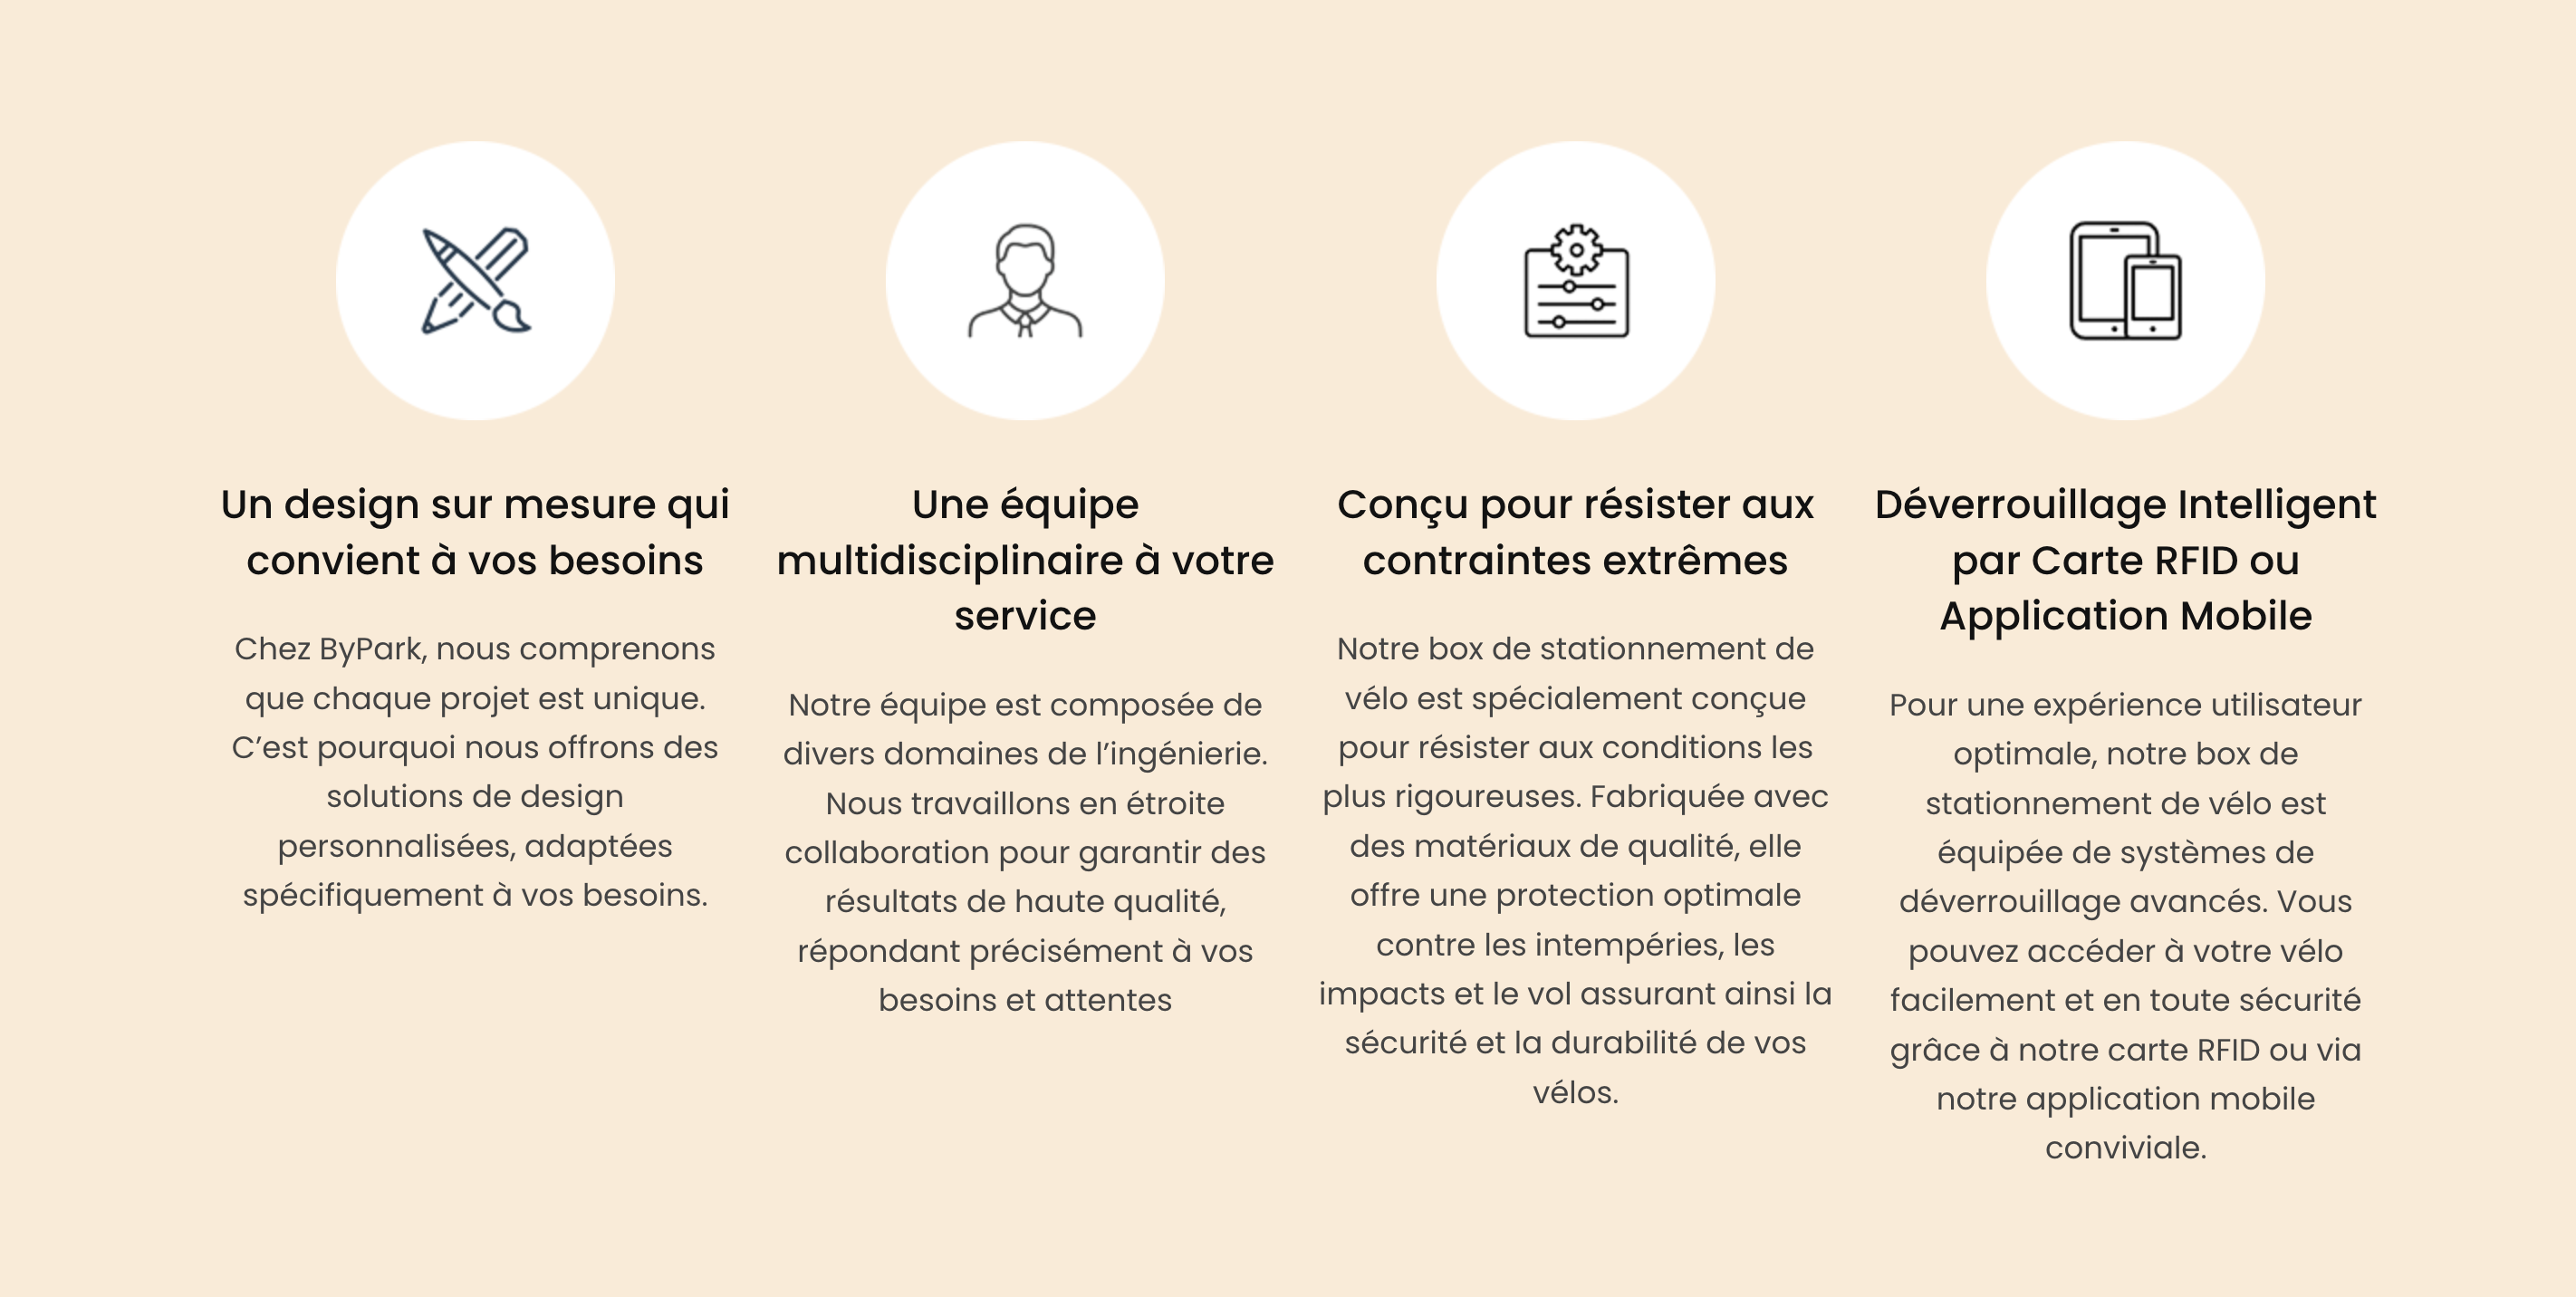 Un design sur mesure qui
convient à vos besoins
Chez ByPark, nous comprenons
que chaque projet est unique.
C’est pourquoi nous offrons des
solutions de design
personnalisées, adaptées
spécifiquement à vos besoins.
Une équipe
multidisciplinaire à votre
service
Notre équipe est composée de
divers domaines de l’ingénierie.
Nous travaillons en étroite
collaboration pour garantir des
résultats de haute qualité,
répondant précisément à vos
besoins et attentes
Conçu pour résister aux
contraintes extrêmes
Notre box de stationnement de
vélo est spécialement conçue
pour résister aux conditions les
plus rigoureuses. Fabriquée avec
des matériaux de qualité, elle
offre une protection optimale
contre les intempéries, les
impacts et le vol assurant ainsi la
sécurité et la durabilité de vos
vélos.
Déverrouillage Intelligent
par Carte RFID ou
Application Mobile
Pour une expérience utilisateur
optimale, notre box de
stationnement de vélo est
équipée de systèmes de
déverrouillage avancés. Vous
pouvez accéder à votre vélo
facilement et en toute sécurité
grâce à notre carte RFID ou via
notre application mobile
conviviale.